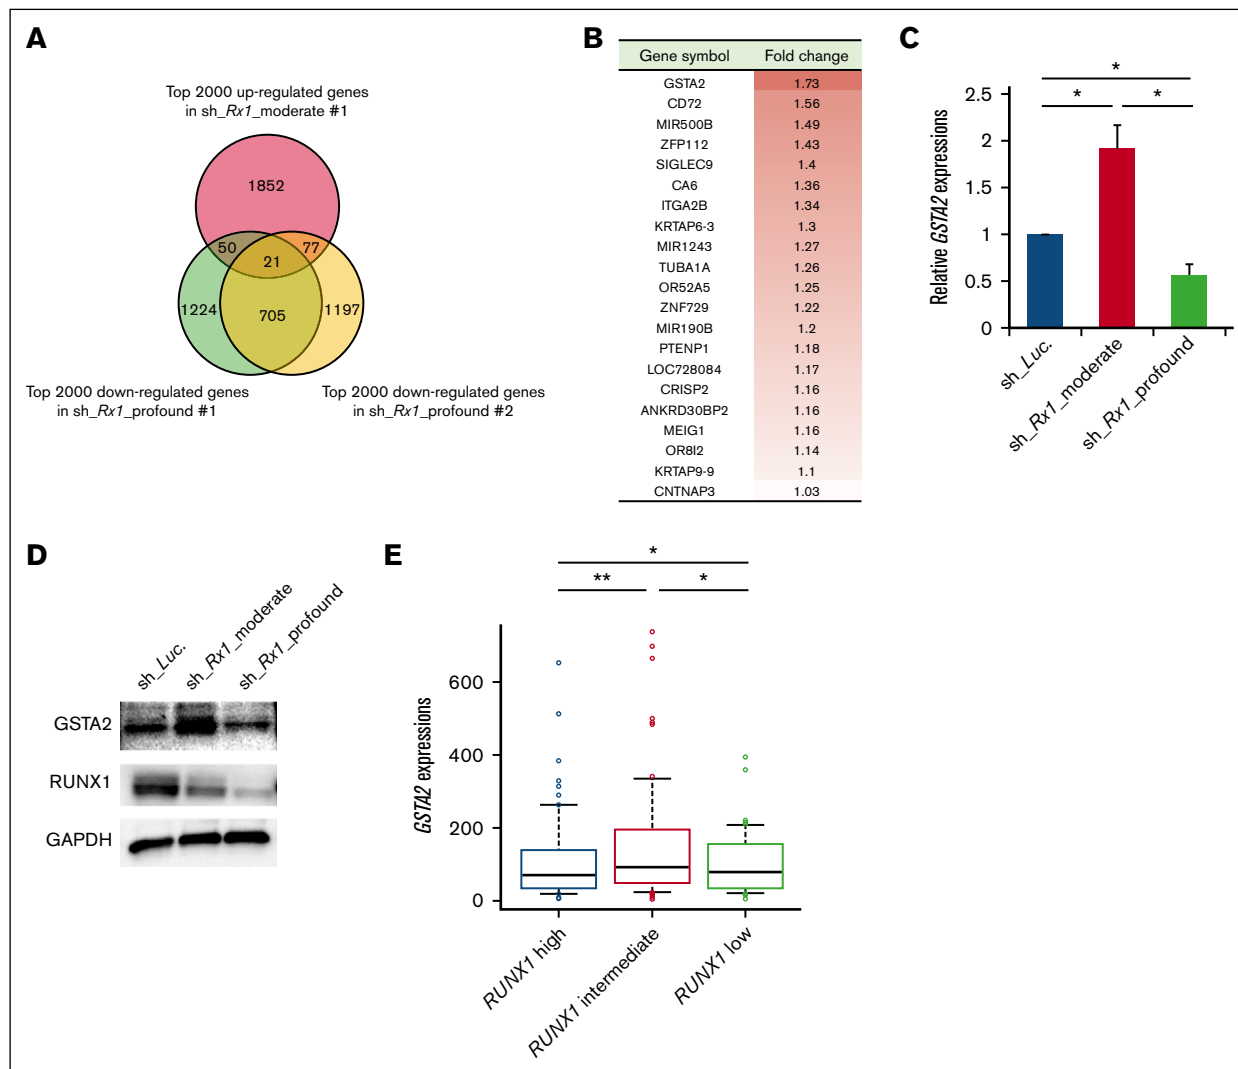 A
Top 2000 up-regulated genes
in sh_Rx1_moderate #1
1852
50
77
21
1224
705
1197
Top 2000 down-regulated genes
in sh_Rx1_profound #1
Top 2000 down-regulated genes
in sh_Rx1_profound #2
B
Gene symbol Fold change
GSTA2 1.73
CD72 1.56
MIR500B 1.49
ZFP112 1.43
SIGLEC9 1.4
CA6 1.36
ITGA2B 1.34
KRTAP6-3 1.3
MIR1243 1.27
TUBA1A 1.26
OR52A5 1.25
ZNF729 1.22
MIR190B 1.2
PTENP1 1.18
LOC728084 1.17
CRISP2 1.16
ANKRD30BP2 1.16
MEIG1 1.16
OR8I2 1.14
KRTAP9-9 1.1
CNTNAP3 1.03
C
*
* *
Relative GSTA2 expressions
2.5
2
1.5
1
0.5
0
sh_Luc.
sh_Rx1_moderate
sh_Rx1_profound
D
sh_Luc.
sh_Rx1_moderate
sh_Rx1_profound
GSTA2
RUNX1
GAPDH
E
*
** *
GSTA2 expressions
600
400
200
0
RUNX1 high
RUNX1 intermediate
RUNX1 low